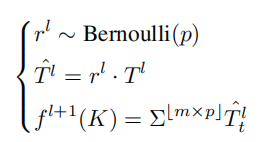 r^l ∼ Bernoulli(p)
T̂^l = r^l · T^l
f^{l+1}(K) = Σ^{⌊m×p⌋} T̂_t^l